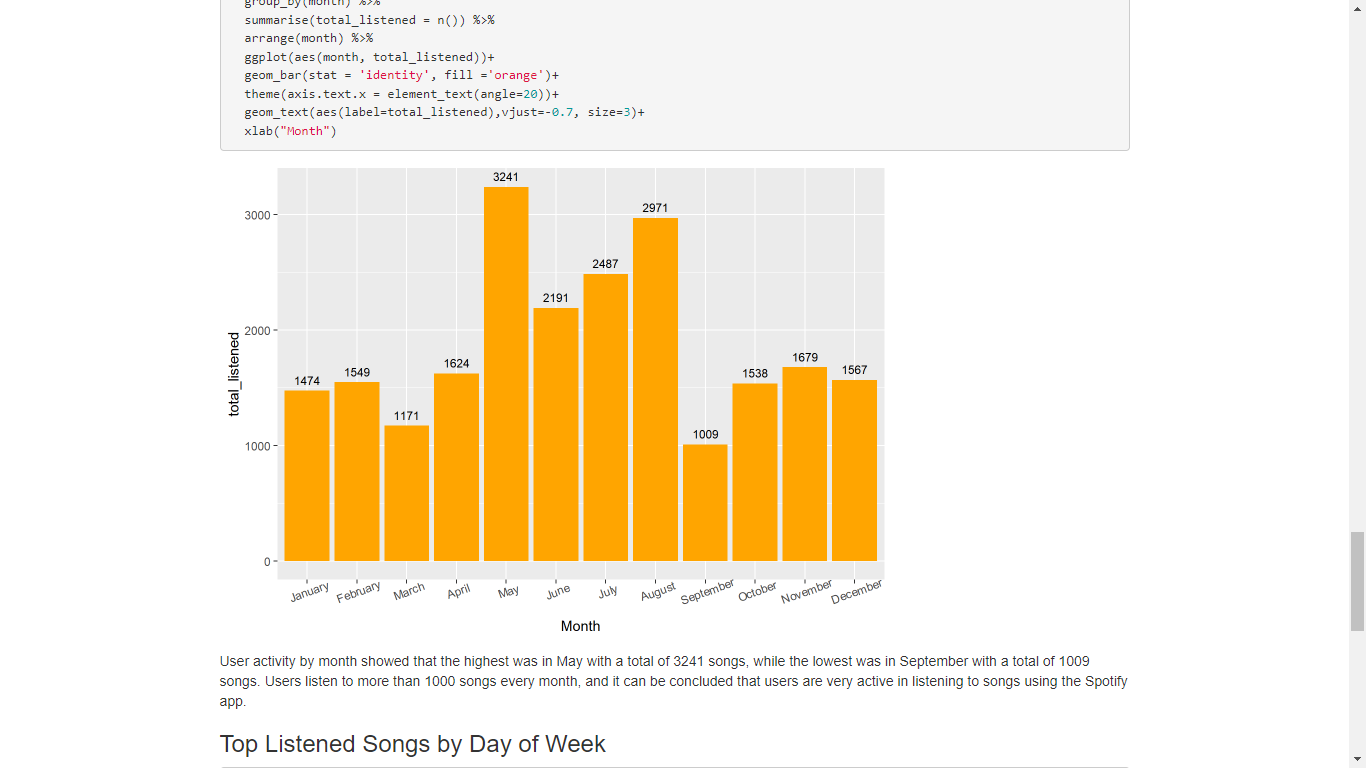 group_by(month) %>%
summarise(total_listened = n()) %>%
arrange(month) %>%
ggplot(aes(month, total_listened))+
geom_bar(stat = 'identity', fill ='orange')+
theme(axis.text.x = element_text(angle=20))+
geom_text(aes(label=total_listened),vjust=-0.7, size=3)+
xlab("Month")
3241
2971
2487
2191
1679
1624
1567
1549
1538
1474
1171
1009
3000
2000
1000
0
total_listened
January February March April May June July August September October November December
Month
User activity by month showed that the highest was in May with a total of 3241 songs, while the lowest was in September with a total of 1009
songs. Users listen to more than 1000 songs every month, and it can be concluded that users are very active in listening to songs using the Spotify
app.
Top Listened Songs by Day of Week